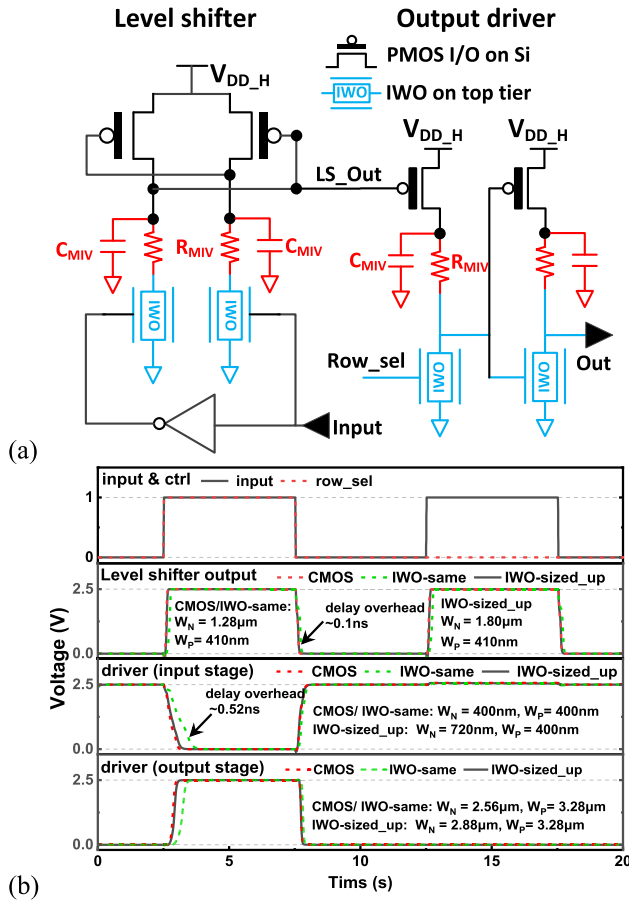 Level shifter
Output driver
PMOS I/O on Si
IWO
IWO on top tier
V_DD_H
V_DD_H
V_DD_H
LS_Out
C_MIV
R_MIV
C_MIV
C_MIV
R_MIV
IWO
IWO
IWO
IWO
Row_sel
Out
Input
(a)
input & ctrl
input
row_sel
1
0
Level shifter output
CMOS
IWO-same
IWO-sized_up
2.5
CMOS/IWO-same:
W_N = 1.28μm
W_P= 410nm
delay overhead
~0.1ns
IWO-sized_up
W_N = 1.80μm
W_P = 410nm
0.0
driver (input stage)
CMOS
IWO-same
IWO-sized_up
2.5
delay overhead
~0.52ns
CMOS/ IWO-same: W_N = 400nm, W_P= 400nm
IWO-sized_up: W_N = 720nm, W_P = 400nm
0.0
driver (output stage)
CMOS
IWO-same
IWO-sized_up
2.5
CMOS/ IWO-same: W_N = 2.56μm, W_P= 3.28μm
IWO-sized_up: W_N = 2.88μm, W_P= 3.28μm
0.0
Voltage (V)
0 5 10 15 20
Tims (s)
(b)